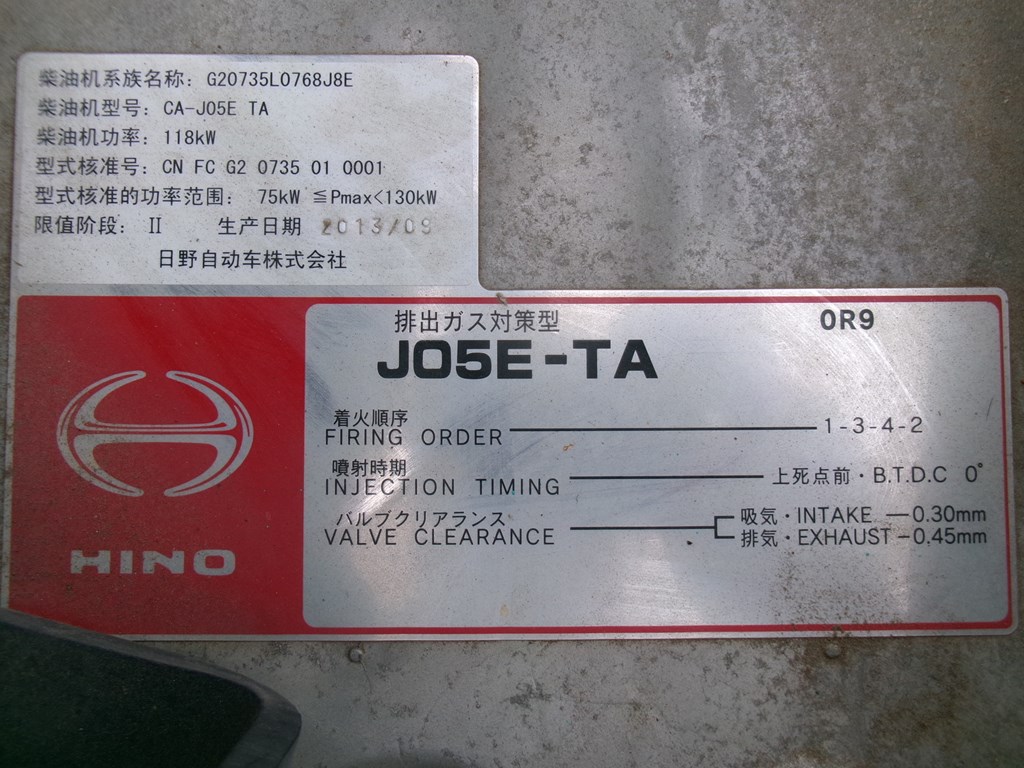 柴油机系族名称: G20735L0768J8E
柴油机型号: CA-J05E TA
柴油机功率: 118kW
型式核准号: CN FC G2 0735 01 0001
型式核准的功率范围: 75kW ≦Pmax<130kW
限值阶段: Ⅱ 生产日期 2013/09
日野自动车株式会社
排出ガス対策型 0R9
J05E-TA
着火順序
FIRING ORDER 1-3-4-2
噴射時期
INJECTION TIMING 上死点前・B.T.D.C 0°
バルブクリアランス 吸気・INTAKE —0.30mm
VALVE CLEARANCE 排気・EXHAUST —0.45mm
HINO